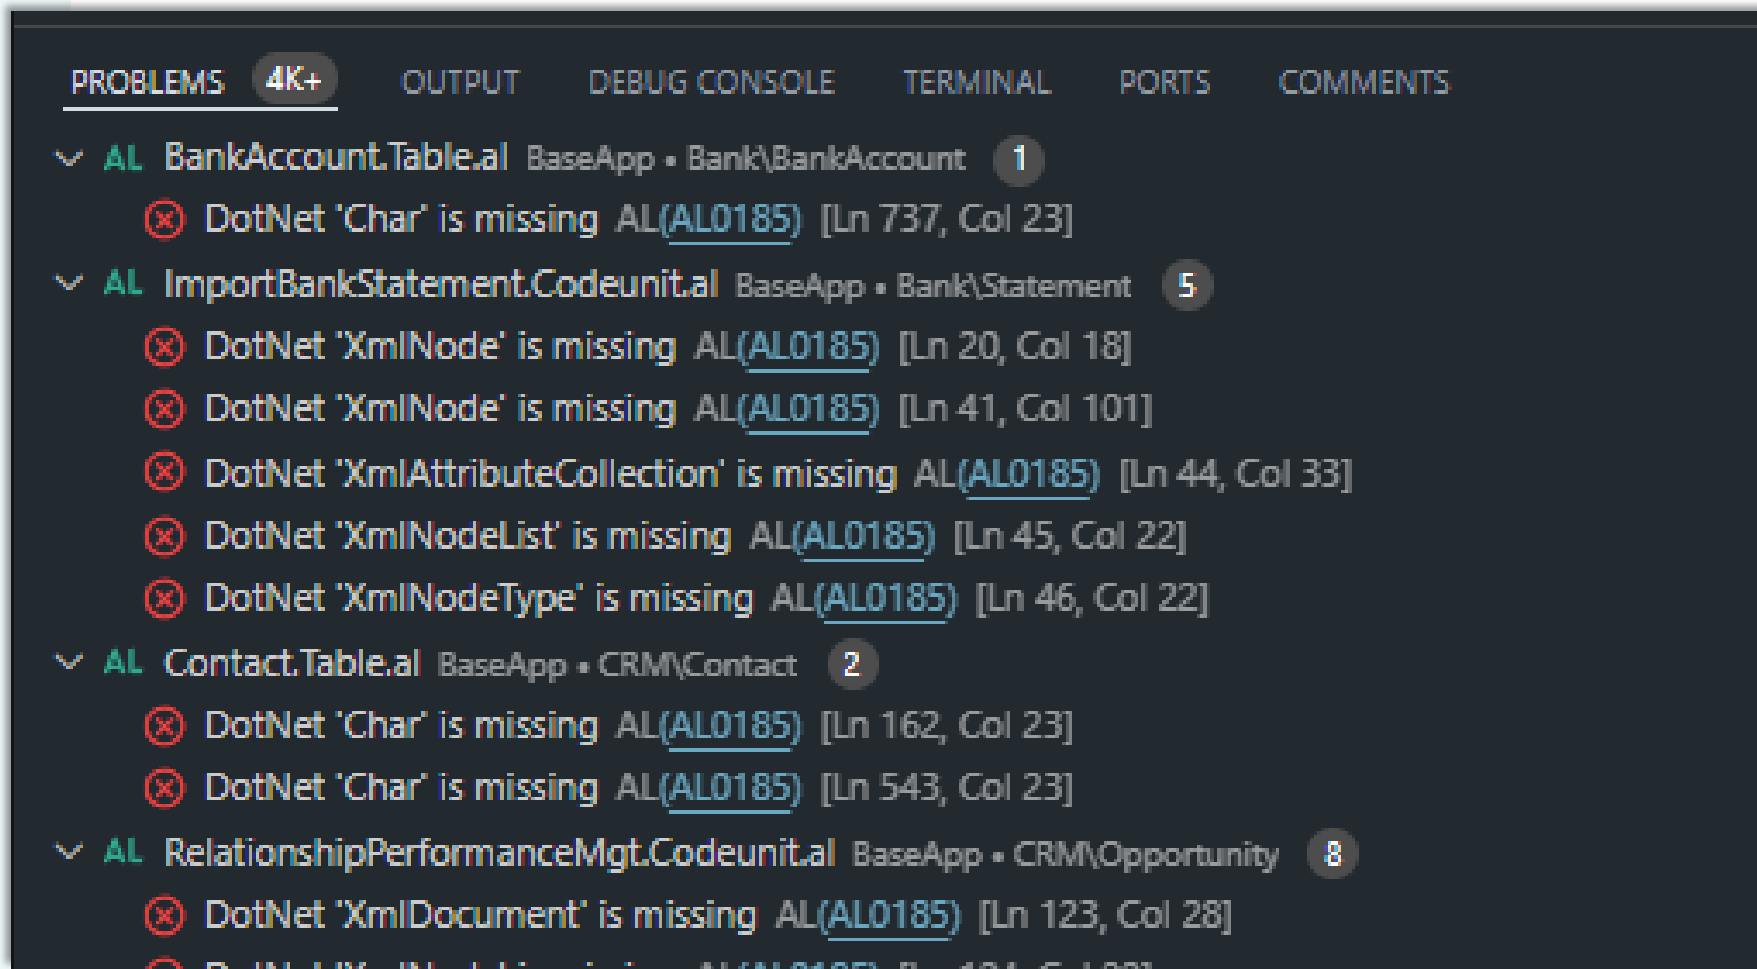 PROBLEMS 4K+ OUTPUT DEBUG CONSOLE TERMINAL PORTS COMMENTS
AL BankAccount.Table.al BaseApp • Bank\BankAccount 1
DotNet 'Char' is missing AL(AL0185) [Ln 737, Col 23]
AL ImportBankStatement.Codeunit.al BaseApp • Bank\Statement 5
DotNet 'XmlNode' is missing AL(AL0185) [Ln 20, Col 18]
DotNet 'XmlNode' is missing AL(AL0185) [Ln 41, Col 101]
DotNet 'XmlAttributeCollection' is missing AL(AL0185) [Ln 44, Col 33]
DotNet 'XmlNodeList' is missing AL(AL0185) [Ln 45, Col 22]
DotNet 'XmlNodeType' is missing AL(AL0185) [Ln 46, Col 22]
AL Contact.Table.al BaseApp • CRM\Contact 2
DotNet 'Char' is missing AL(AL0185) [Ln 162, Col 23]
DotNet 'Char' is missing AL(AL0185) [Ln 543, Col 23]
AL RelationshipPerformanceMgt.Codeunit.al BaseApp • CRM\Opportunity 8
DotNet 'XmlDocument' is missing AL(AL0185) [Ln 123, Col 28]